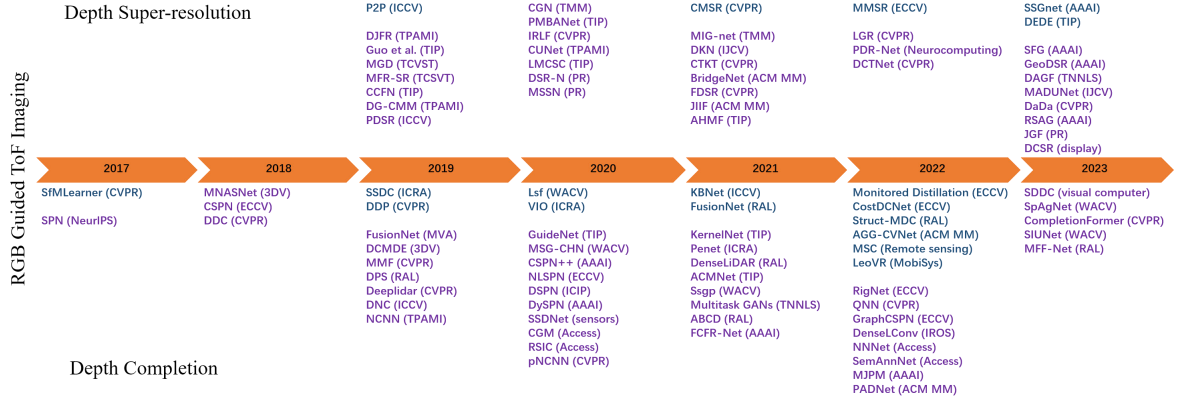 Depth Super-resolution
RGB Guided ToF Imaging
P2P (ICCV)
DJFR (TPAMI)
Guo et al. (TIP)
MGD (TCVST)
MFR-SR (TCSVT)
CCFN (TIP)
DG-CMM (TPAMI)
PDSR (ICCV)
CGN (TMM)
PMBANet (TIP)
IRLF (CVPR)
CUNet (TPAMI)
LMCSC (TIP)
DSR-N (PR)
MSSN (PR)
CMSR (CVPR)
MIG-net (TMM)
DKN (IJCV)
CTKT (CVPR)
BridgeNet (ACM MM)
FDSR (CVPR)
JIIF (ACM MM)
AHMF (TIP)
MMSR (ECCV)
LGR (CVPR)
PDR-Net (Neurocomputing)
DCTNet (CVPR)
SSGnet (AAAI)
DEDE (TIP)
SFG (AAAI)
GeoDSR (AAAI)
DAGF (TNNLS)
MADUNet (IJCV)
DaDa (CVPR)
RSAG (AAAI)
JGF (PR)
DCSR (display)
2017
2018
2019
2020
2021
2022
2023
SfMLearner (CVPR)
SPN (NeurIPS)
MNASNet (3DV)
CSPN (ECCV)
DDC (CVPR)
SSDC (ICRA)
DDP (CVPR)
FusionNet (MVA)
DCMDE (3DV)
MMF (CVPR)
DPS (RAL)
Deeplidar (CVPR)
DNC (ICCV)
NCNN (TPAMI)
Lsf (WACV)
VIO (ICRA)
GuideNet (TIP)
MSG-CHN (WACV)
CSPN++ (AAAI)
NLSPN (ECCV)
DSPN (ICIP)
DySPN (AAAI)
SSDNet (sensors)
CGM (Access)
RSIC (Access)
pNCNN (CVPR)
KBNet (ICCV)
FusionNet (RAL)
KernelNet (TIP)
Penet (ICRA)
DenseLiDAR (RAL)
ACMNet (TIP)
Ssgp (WACV)
Multitask GANs (TNNLS)
ABCD (RAL)
FCFR-Net (AAAI)
Monitored Distillation (ECCV)
CostDCNet (ECCV)
Struct-MDC (RAL)
AGG-CVNet (ACM MM)
MSC (Remote sensing)
LeoVR (MobiSys)
RigNet (ECCV)
QNN (CVPR)
GraphCSPN (ECCV)
DenseLConv (IROS)
NNNet (Access)
SemAnnNet (Access)
MJPM (AAAI)
PADNet (ACM MM)
SDDC (visual computer)
SpAgNet (WACV)
CompletionFormer (CVPR)
SIUNet (WACV)
MFF-Net (RAL)
Depth Completion